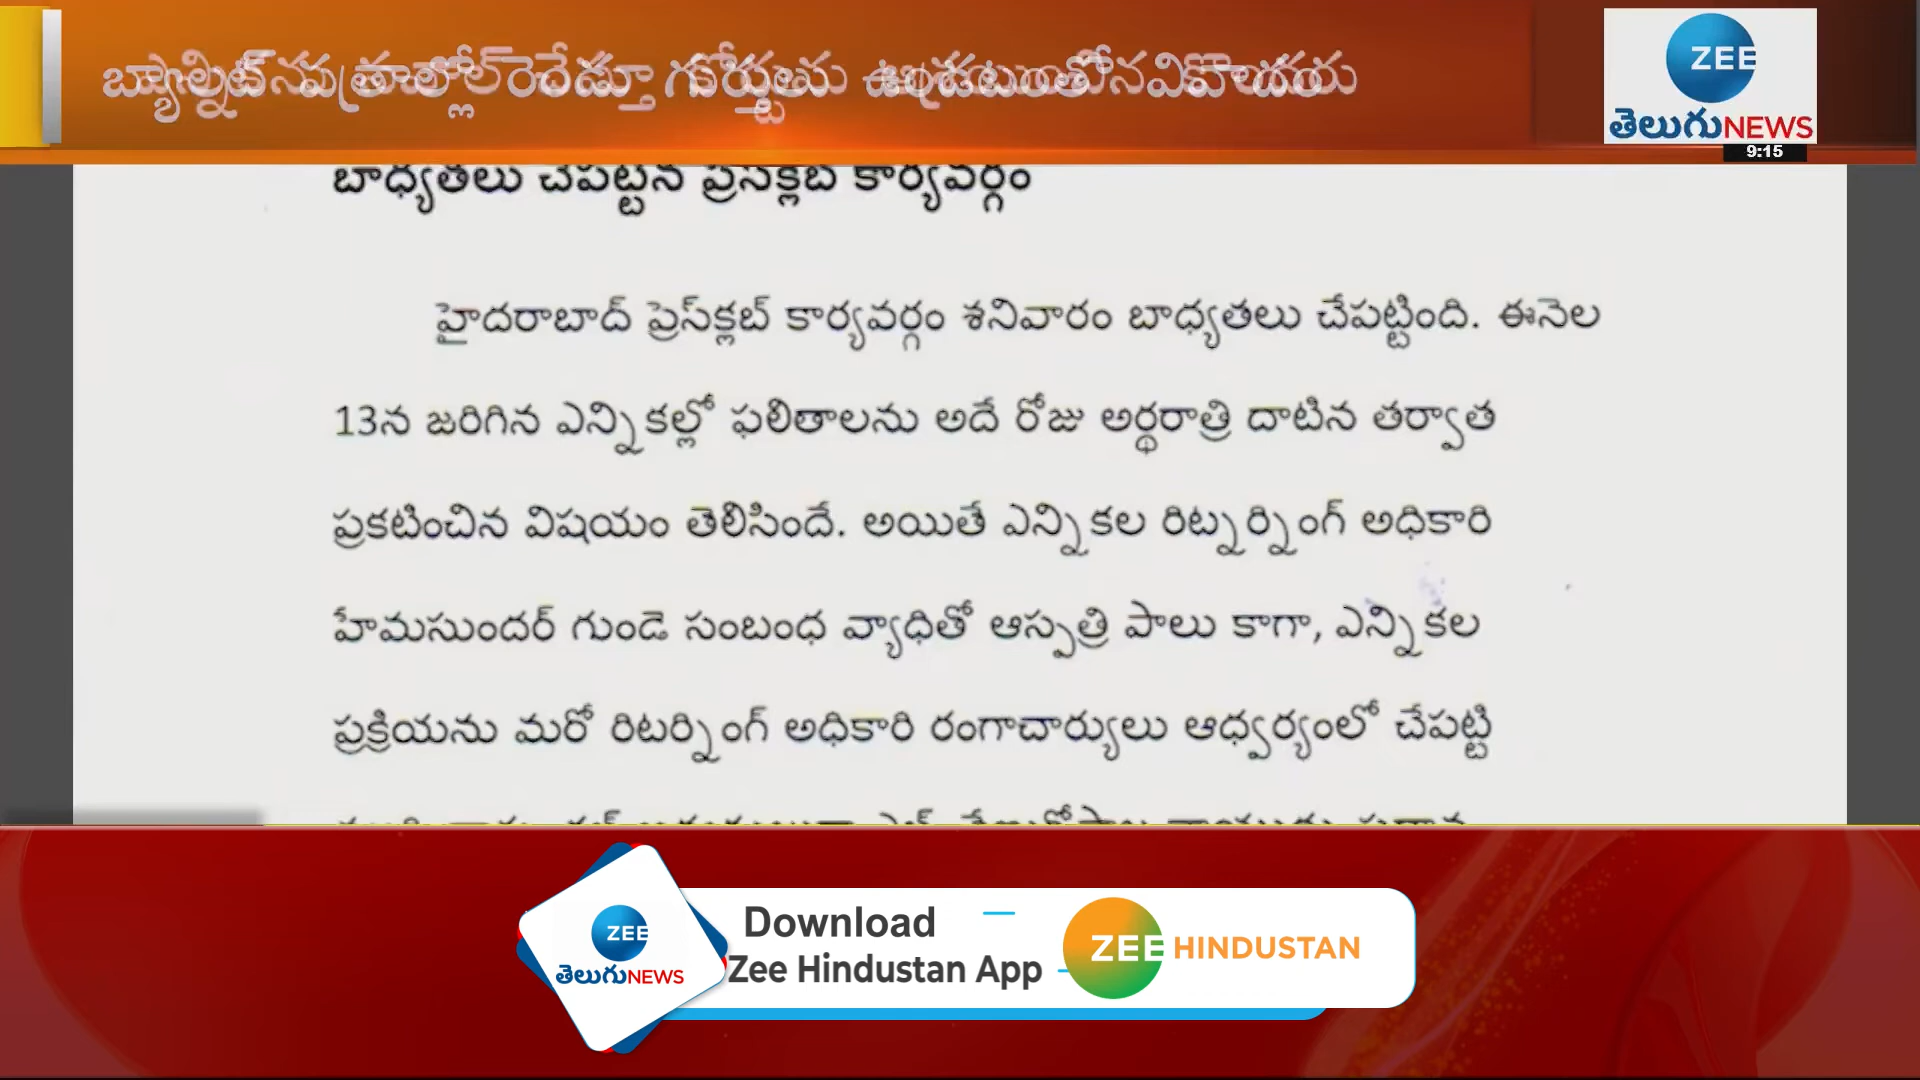 ZEE
తెలుగు NEWS
9:15
బాధ్యతలు చేపట్టిన ప్రెస్‌క్లబ్ కార్యవర్గం
హైదరాబాద్ ప్రెస్‌క్లబ్ కార్యవర్గం శనివారం బాధ్యతలు చేపట్టింది. ఈనెల
13న జరిగిన ఎన్నికల్లో ఫలితాలను అదే రోజు అర్థరాత్రి దాటిన తర్వాత
ప్రకటించిన విషయం తెలిసిందే. అయితే ఎన్నికల రిట్నర్నింగ్ అధికారి
హేమసుందర్ గుండె సంబంధ వ్యాధితో ఆస్పత్రి పాలు కాగా, ఎన్నికల
ప్రక్రియను మరో రిటర్నింగ్ అధికారి రంగాచార్యులు ఆధ్వర్యంలో చేపట్టి
ZEE
తెలుగు NEWS
Download
Zee Hindustan App
ZEE HINDUSTAN